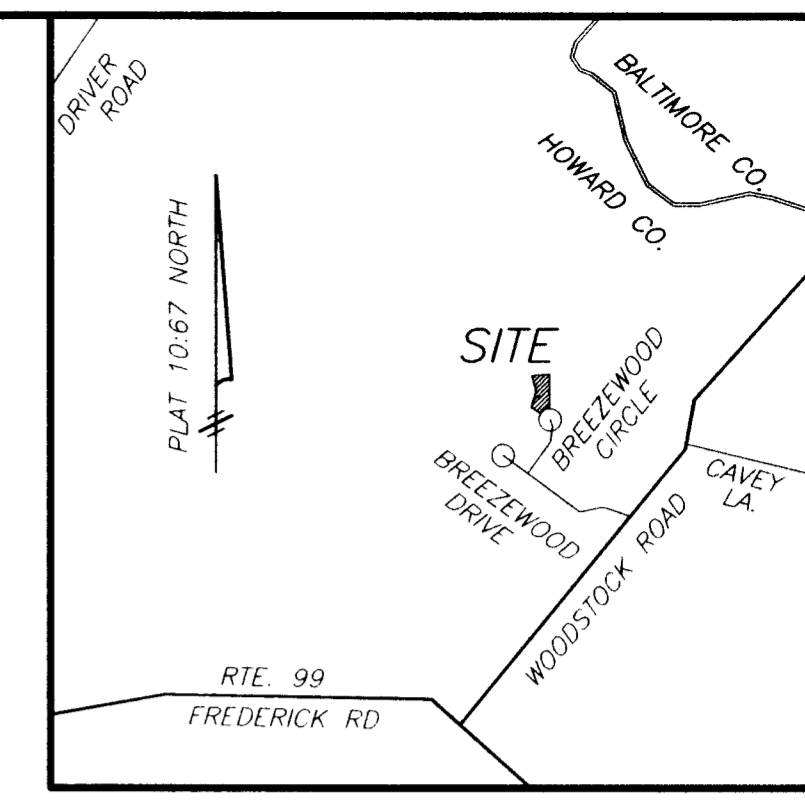 DRIVER
ROAD
BALTIMORE CO.
HOWARD CO.
PLAT 10:67 NORTH
SITE
BREEZEWOOD
CIRCLE
BREEZEWOOD
DRIVE
CAVEY
LA.
WOODSTOCK ROAD
RTE. 99
FREDERICK RD